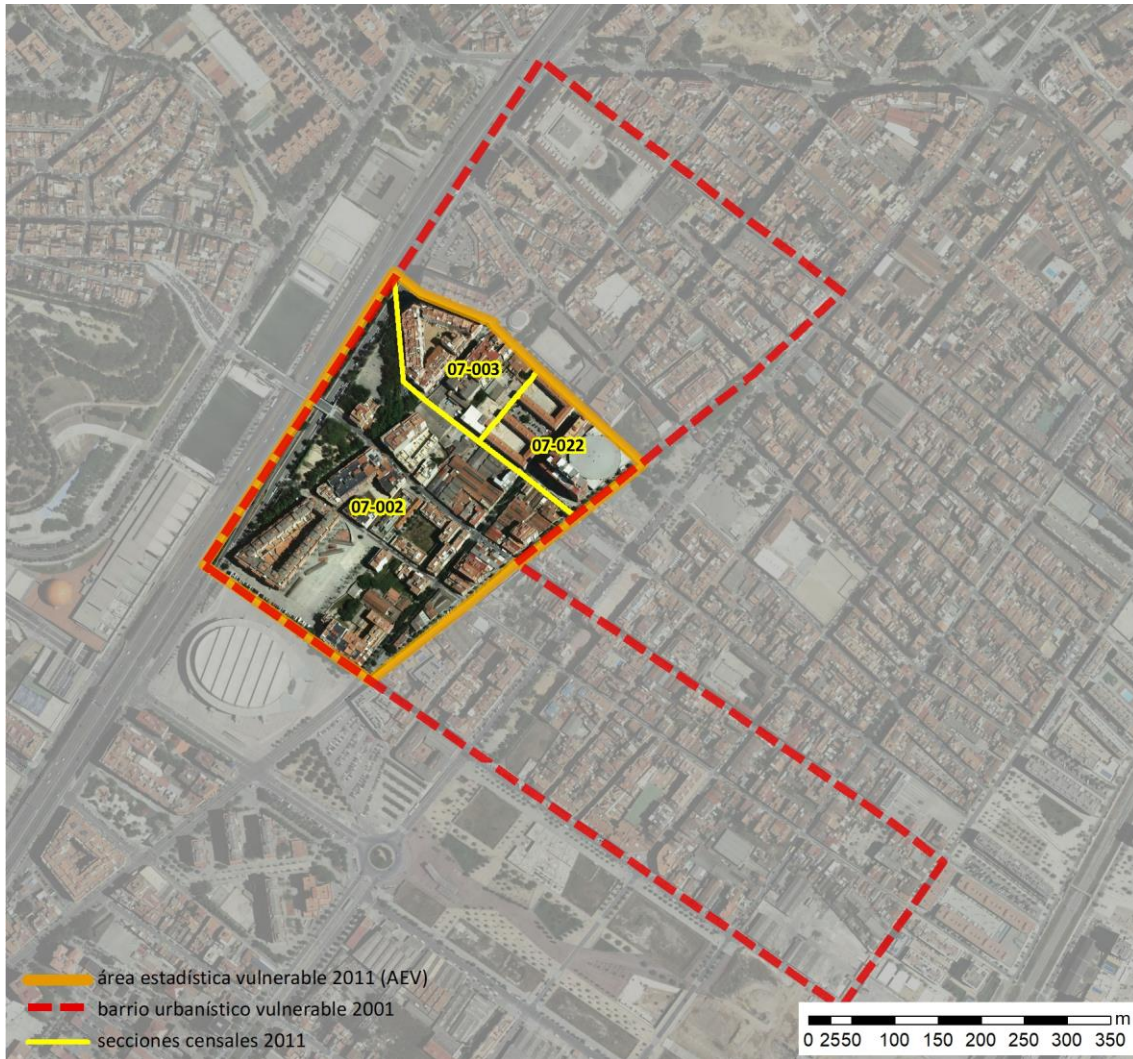 07-003
07-022
07-002
área estadística vulnerable 2011 (AEV)
barrio urbanístico vulnerable 2001
secciones censales 2011
m
0 2550 100 150 200 250 300 350